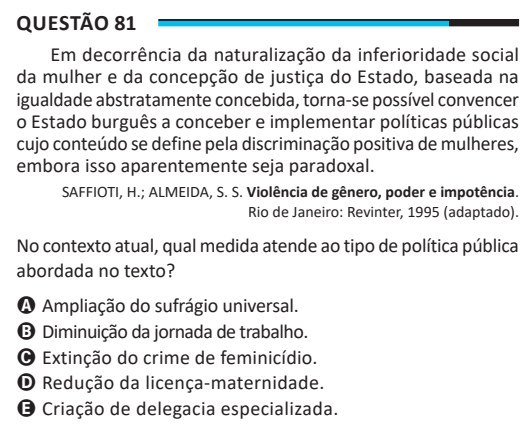 QUESTÃO 81
Em decorrência da naturalização da inferioridade social
da mulher e da concepção de justiça do Estado, baseada na
igualdade abstratamente concebida, torna-se possível convencer
o Estado burguês a conceber e implementar políticas públicas
cujo conteúdo se define pela discriminação positiva de mulheres,
embora isso aparentemente seja paradoxal.
SAFFIOTI, H.; ALMEIDA, S. S. Violência de gênero, poder e impotência.
Rio de Janeiro: Revinter, 1995 (adaptado).
No contexto atual, qual medida atende ao tipo de política pública
abordada no texto?
A Ampliação do sufrágio universal.
B Diminuição da jornada de trabalho.
C Extinção do crime de feminicídio.
D Redução da licença-maternidade.
E Criação de delegacia especializada.